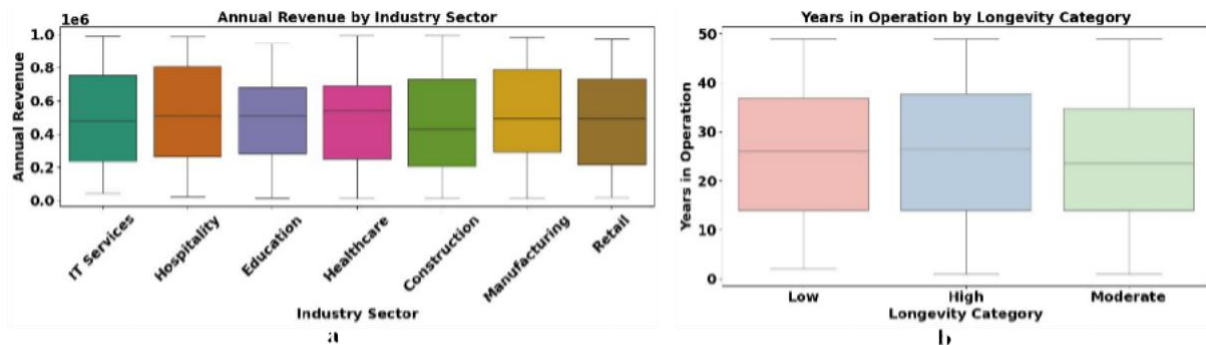 Annual Revenue by Industry Sector
1e6
1.0
0.8
0.6
0.4
0.2
0.0
Annual Revenue
IT Services
Hospitality
Education
Healthcare
Construction
Manufacturing
Retail
Industry Sector
a
Years in Operation by Longevity Category
50
40
30
20
10
0
Years in Operation
Low
High
Moderate
Longevity Category
b